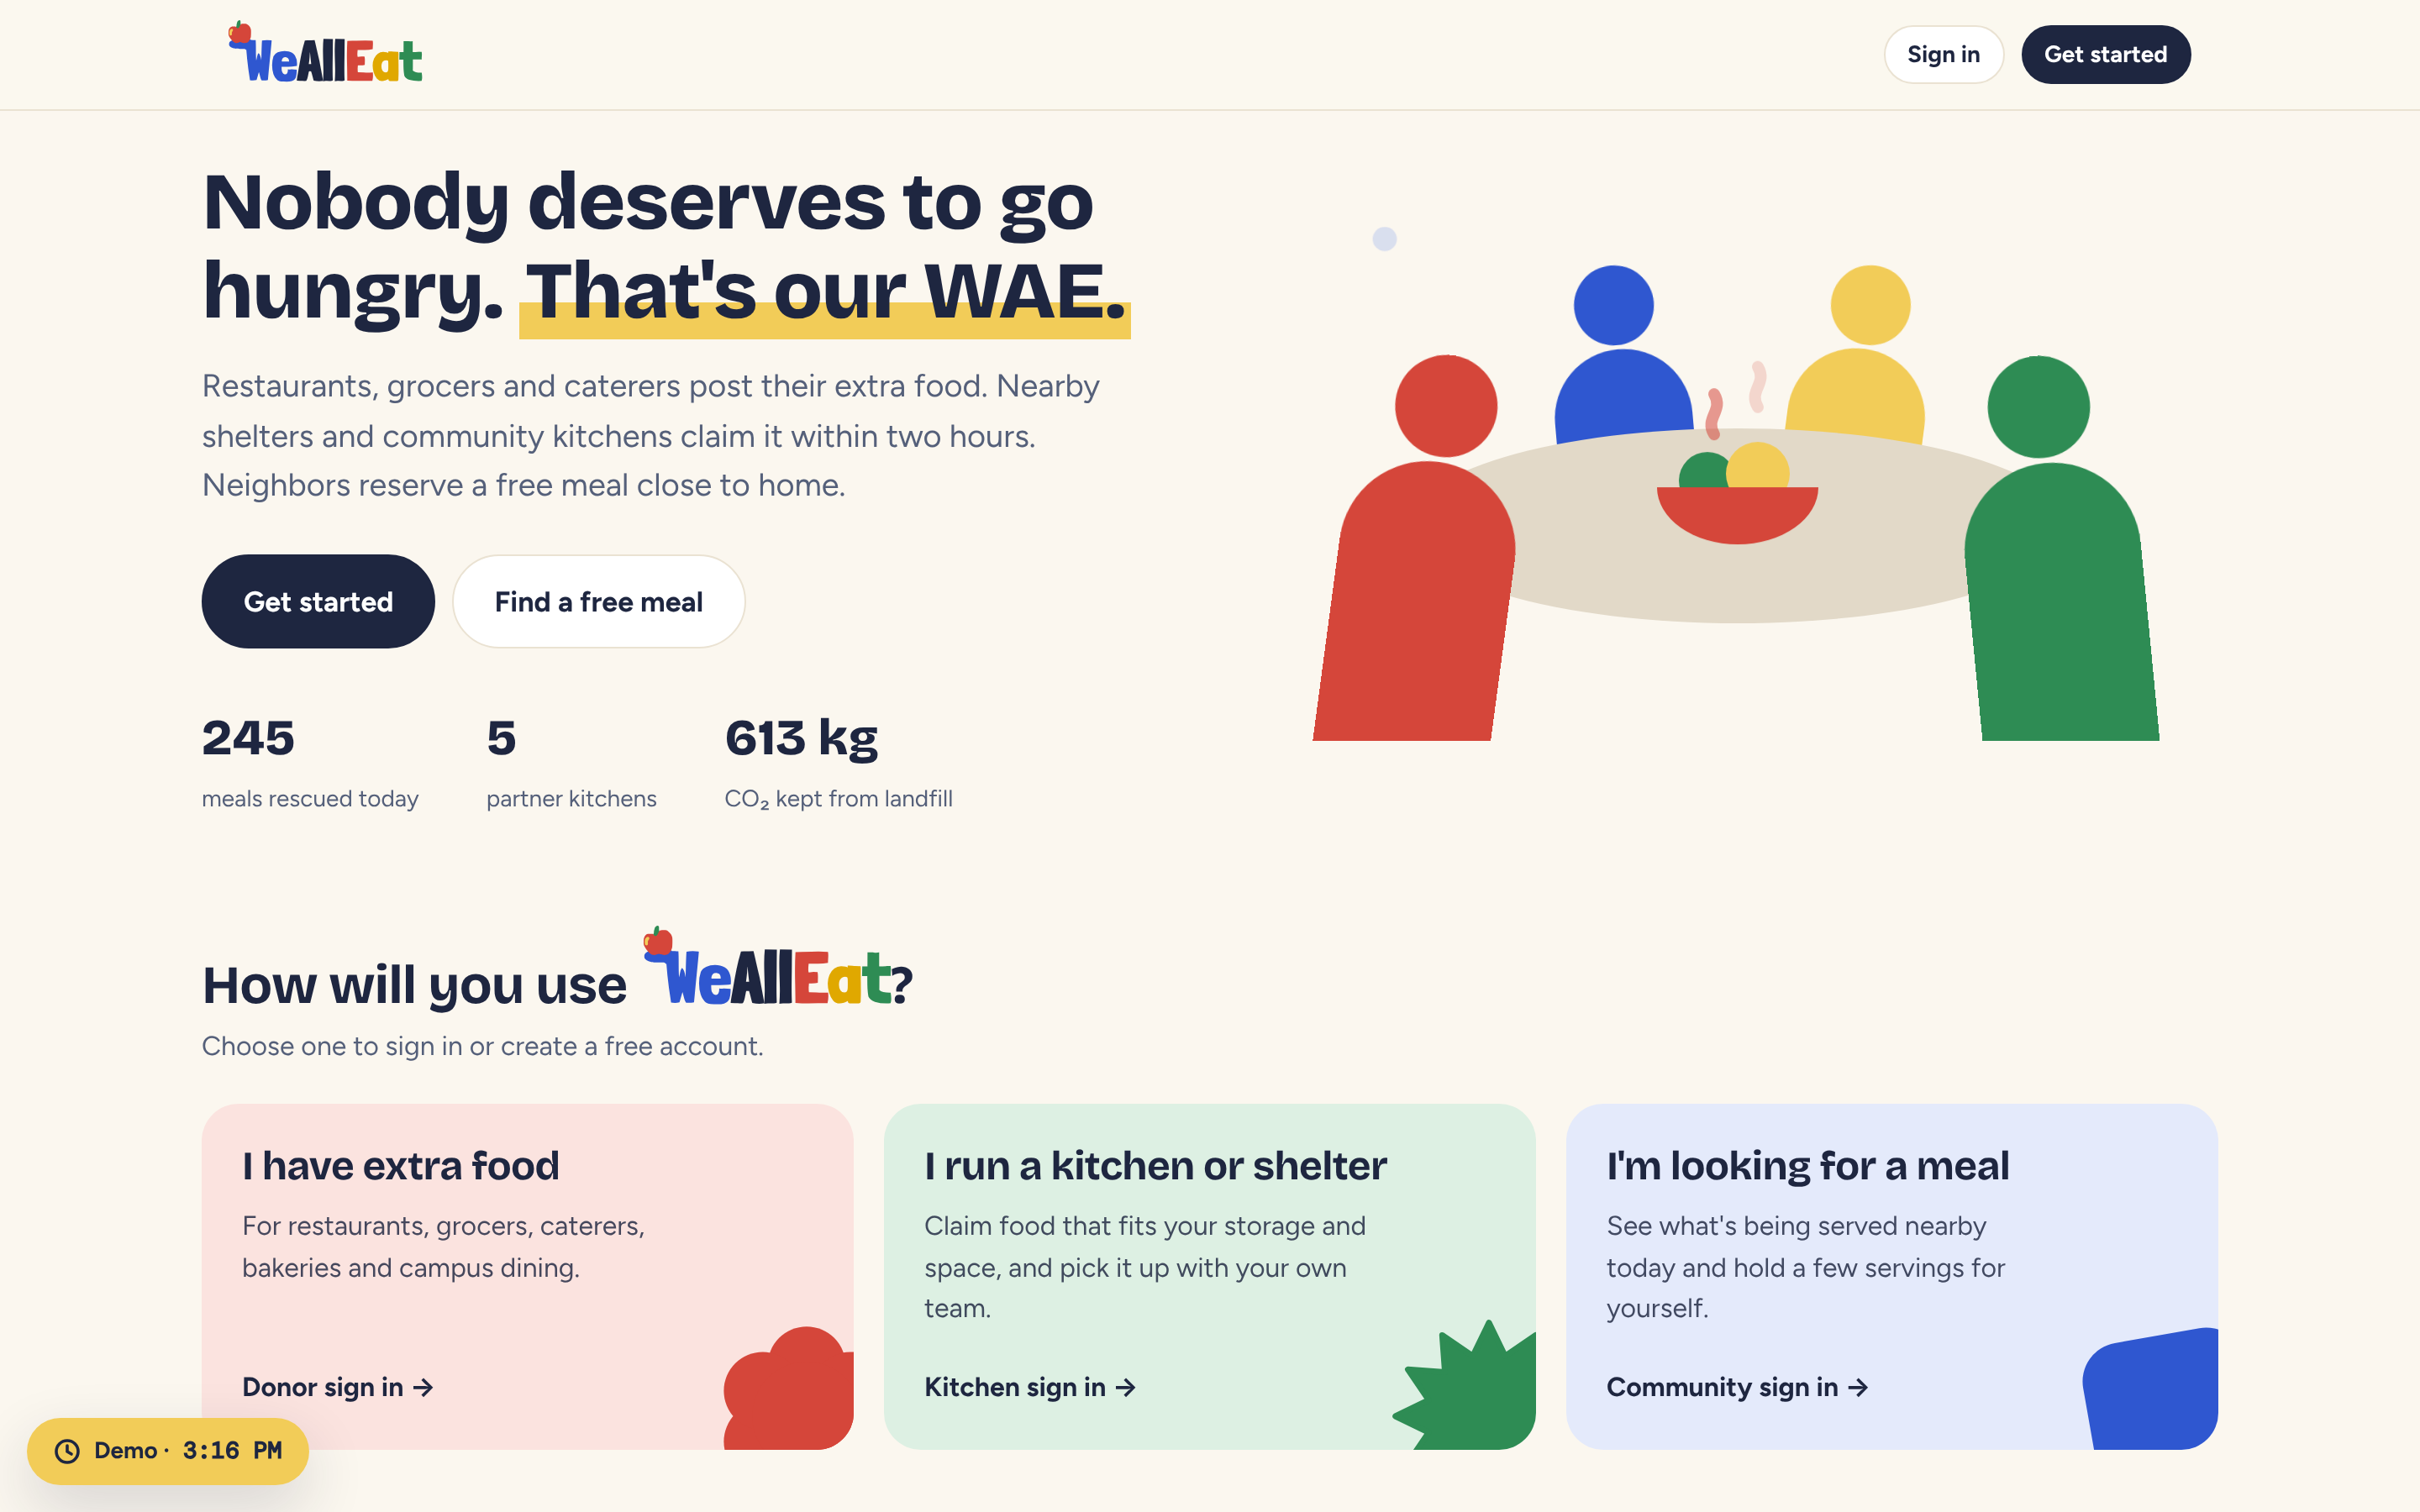 WeAllEat
Sign in
Get started
Nobody deserves to go
hungry. That's our WAE.
Restaurants, grocers and caterers post their extra food. Nearby
shelters and community kitchens claim it within two hours.
Neighbors reserve a free meal close to home.
Get started
Find a free meal
245
meals rescued today
5
partner kitchens
613 kg
CO₂ kept from landfill
How will you use WeAllEat?
Choose one to sign in or create a free account.
I have extra food
For restaurants, grocers, caterers,
bakeries and campus dining.
Donor sign in →
I run a kitchen or shelter
Claim food that fits your storage and
space, and pick it up with your own
team.
Kitchen sign in →
I'm looking for a meal
See what's being served nearby
today and hold a few servings for
yourself.
Community sign in →
Demo · 3:16 PM